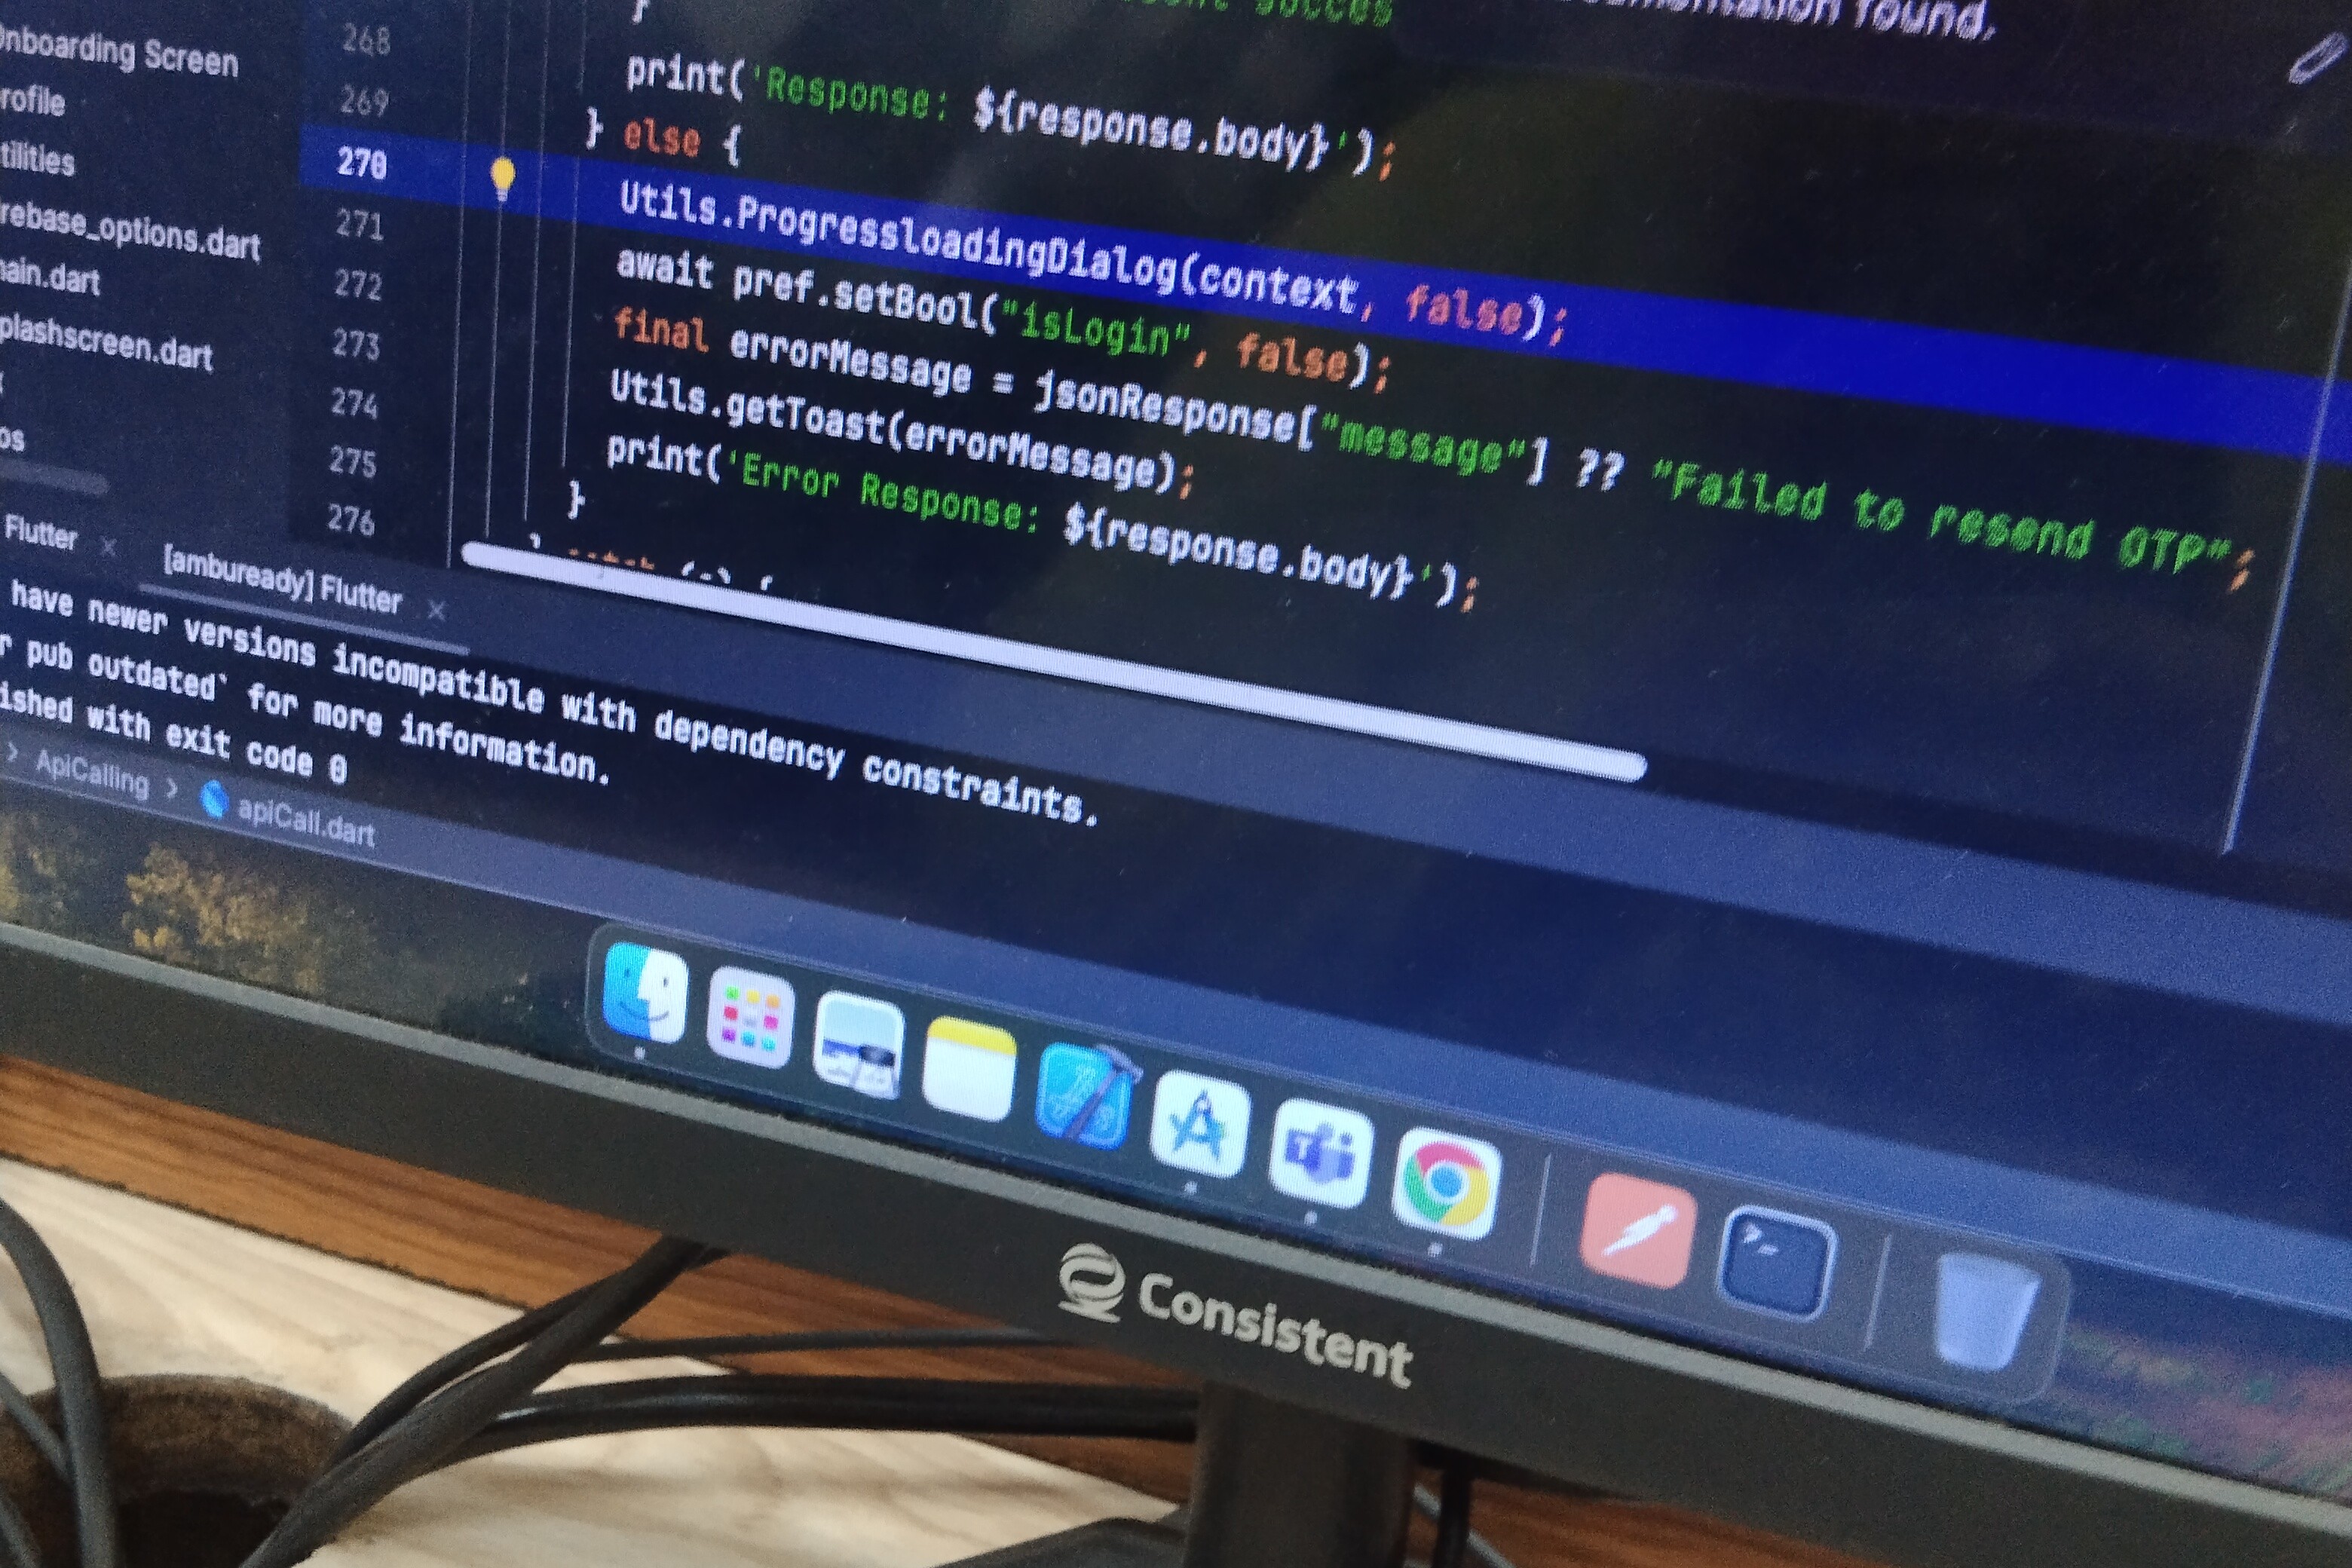 Onboarding Screen
rofile
tilities
rebase_options.dart
main.dart
plashscreen.dart
os
268
269
270
271
272
273
274
275
276
}
print('Response: ${response.body}');
} else {
Utils.ProgressloadingDialog(context, false);
await pref.setBool("isLogin", false);
final errorMessage = jsonResponse["message"] ?? "Failed to resend OTP";
Utils.getToast(errorMessage);
print('Error Response: ${response.body}');
}
found.
Flutter × [ambuready] Flutter ×
have newer versions incompatible with dependency constraints.
r pub outdated` for more information.
ished with exit code 0
> ApiCalling > apiCall.dart
Consistent